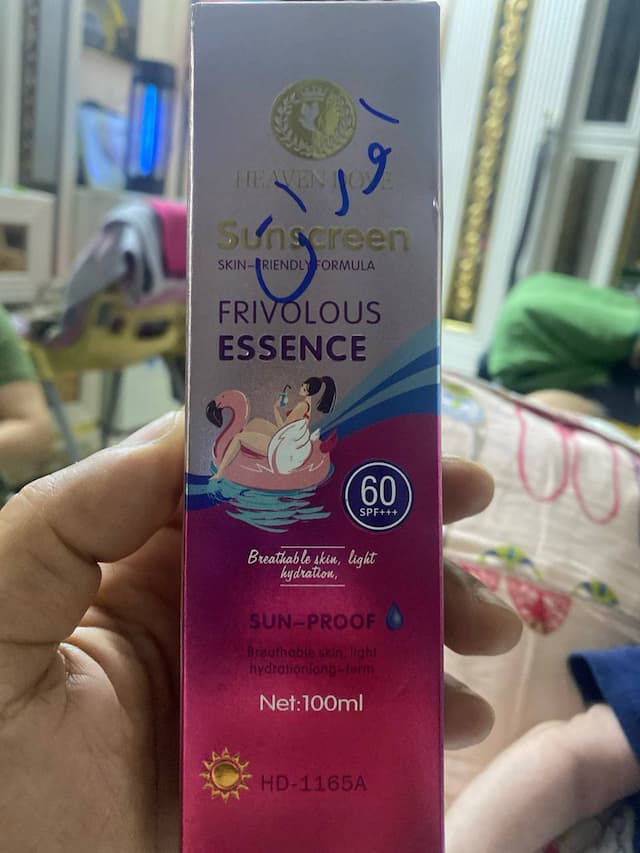 HEAVEN DOVE
Sunscreen
SKIN-FRIENDLY FORMULA
FRIVOLOUS
ESSENCE
60
SPF+++
Breathable skin, light
hydration,
SUN-PROOF
Breathable skin, light
hydrationlong-term
Net:100ml
HD-1165A